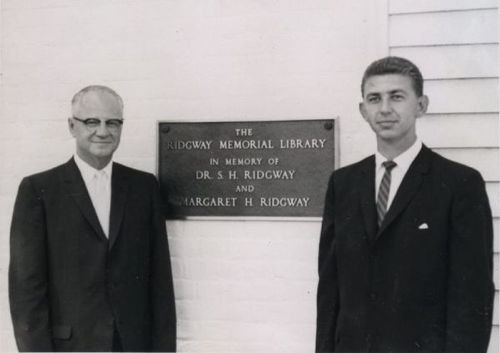 THE
RIDGWAY MEMORIAL LIBRARY
IN MEMORY OF
DR. S. H. RIDGWAY
AND
MARGARET H RIDGWAY